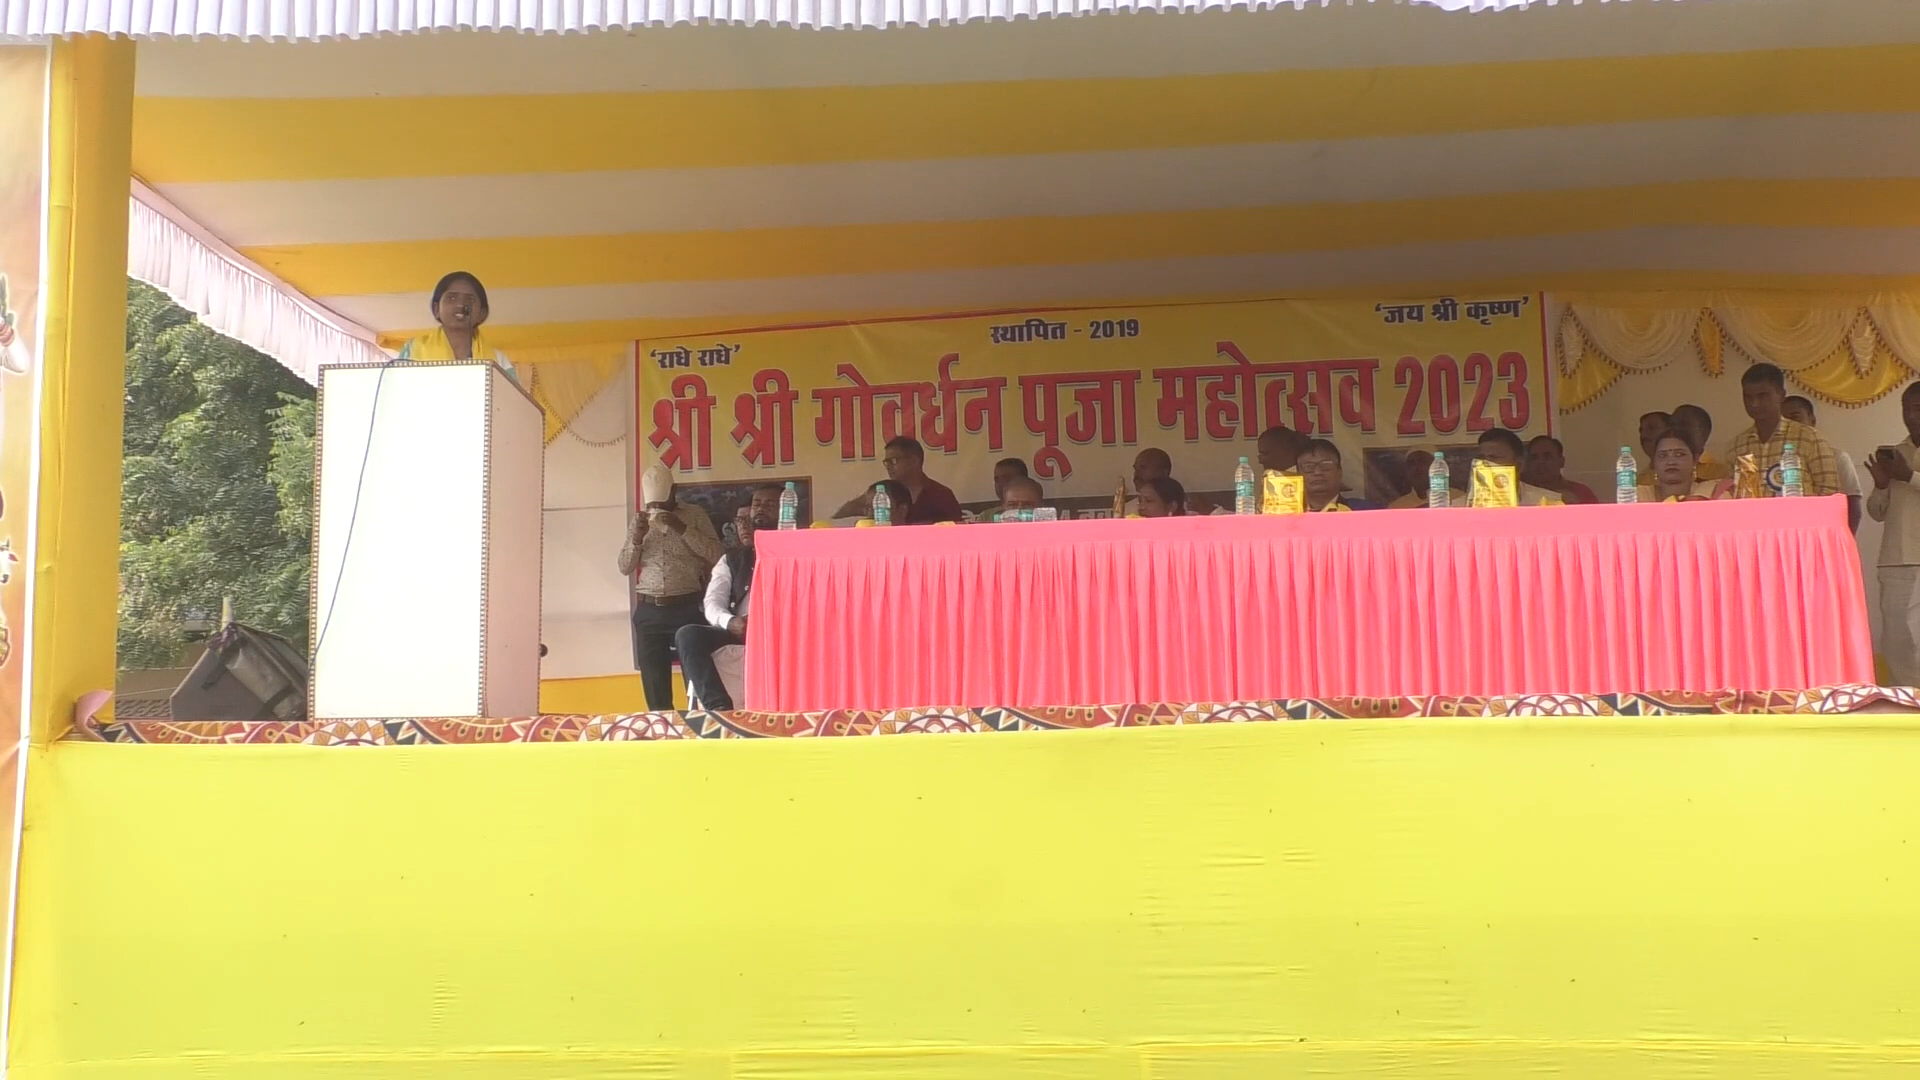 स्थापित - 2019
'जय श्री कृष्ण'
'राधे राधे'
श्री श्री गोवर्धन पूजा महोत्सव 2023